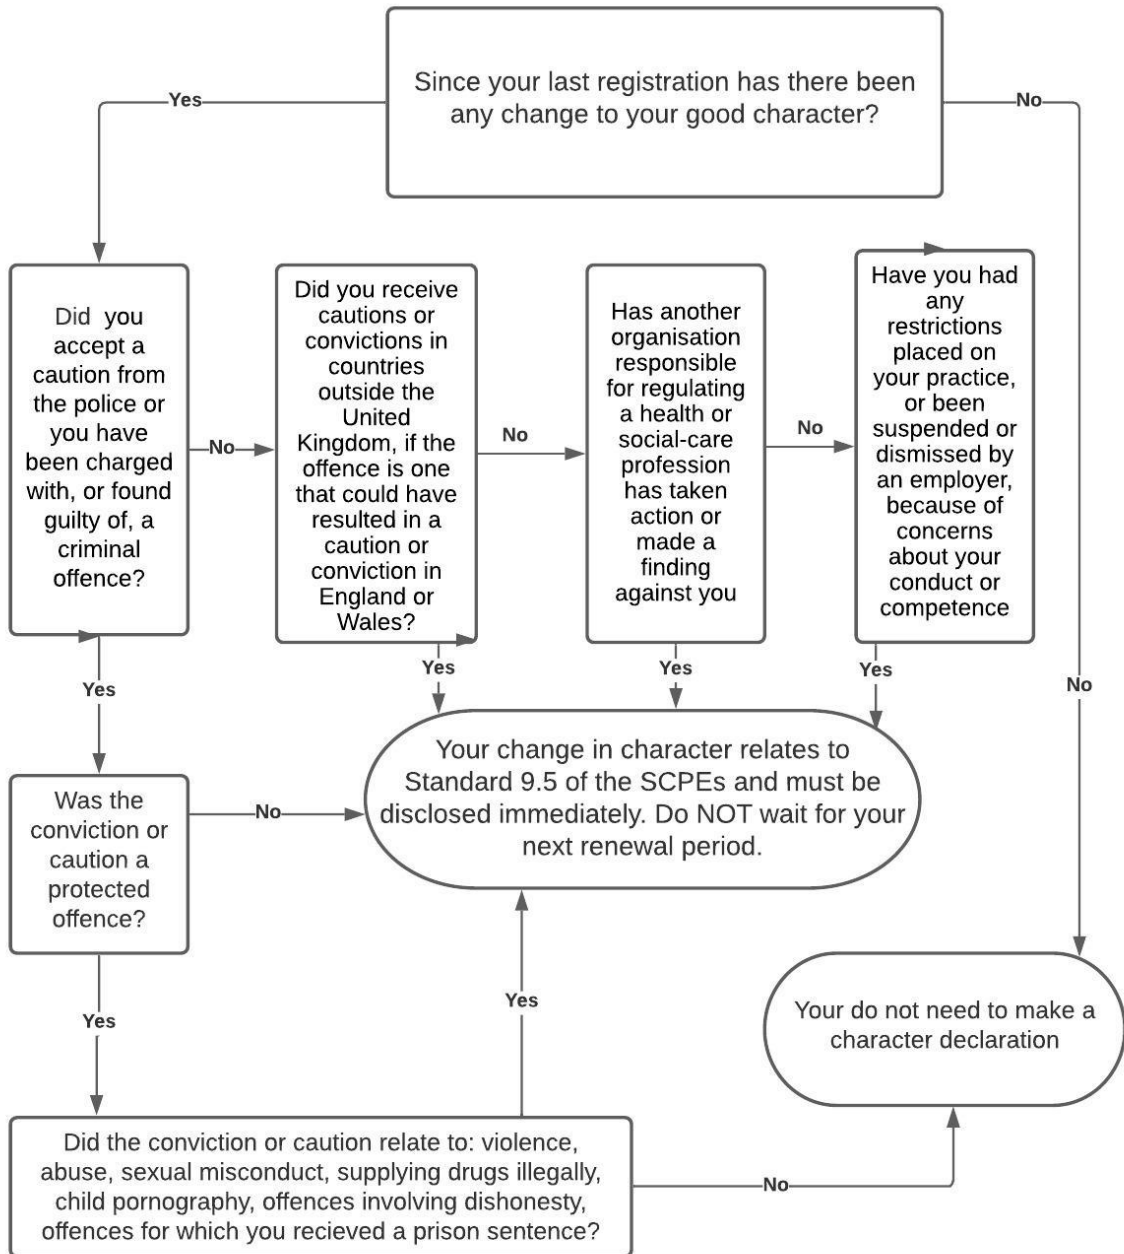 Since your last registration has there been
any change to your good character?
Yes
No
Did you
accept a
caution from
the police or
you have
been charged
with, or found
guilty of, a
criminal
offence?
No
Did you receive
cautions or
convictions in
countries
outside the
United
Kingdom, if the
offence is one
that could have
resulted in a
caution or
conviction in
England or
Wales?
No
Has another
organisation
responsible
for regulating
a health or
social-care
profession
has taken
action or
made a
finding
against you
No
Have you had
any
restrictions
placed on
your practice,
or been
suspended or
dismissed by
an employer,
because of
concerns
about your
conduct or
competence
Yes
Yes
Yes
Yes
No
Was the
conviction or
caution a
protected
offence?
No
Your change in character relates to
Standard 9.5 of the SCPEs and must be
disclosed immediately. Do NOT wait for your
next renewal period.
Yes
Yes
Your do not need to make a
character declaration
Did the conviction or caution relate to: violence,
abuse, sexual misconduct, supplying drugs illegally,
child pornography, offences involving dishonesty,
offences for which you recieved a prison sentence?
No